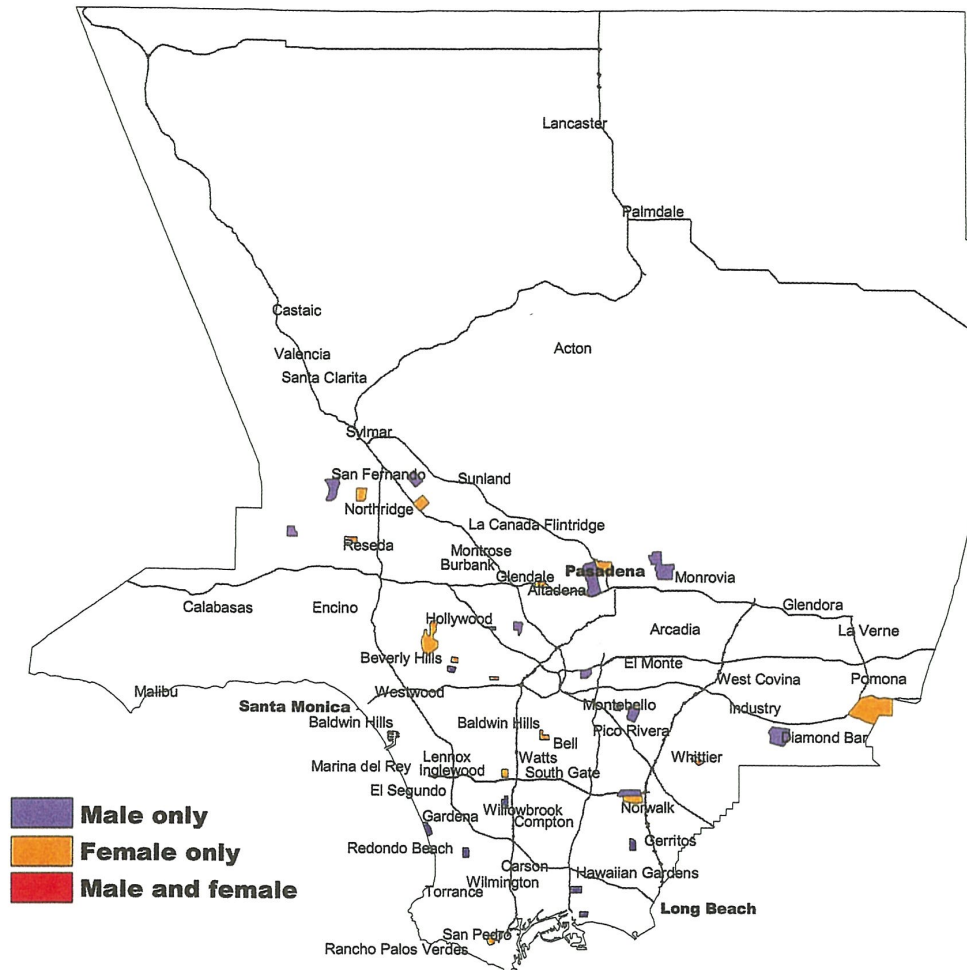 Lancaster
Palmdale
Castaic
Acton
Valencia
Santa Clarita
Sylmar
San Fernando
Sunland
Northridge
La Canada Flintridge
Reseda
Montrose
Burbank
Glendale
Pasadena
Monrovia
Altadena
Calabasas
Encino
Hollywood
Glendora
Arcadia
La Verne
Beverly Hills
El Monte
West Covina
Pomona
Malibu
Westwood
Santa Monica
Montebello
Industry
Baldwin Hills
Baldwin Hills
Pico Rivera
Diamond Bar
Bell
Marina del Rey
Lennox
Watts
Whittier
Inglewood
South Gate
El Segundo
Male only
Gardena
Willowbrook
Norwalk
Compton
Female only
Redondo Beach
Cerritos
Carson
Hawaiian Gardens
Male and female
Torrance
Wilmington
Long Beach
San Pedro
Rancho Palos Verdes